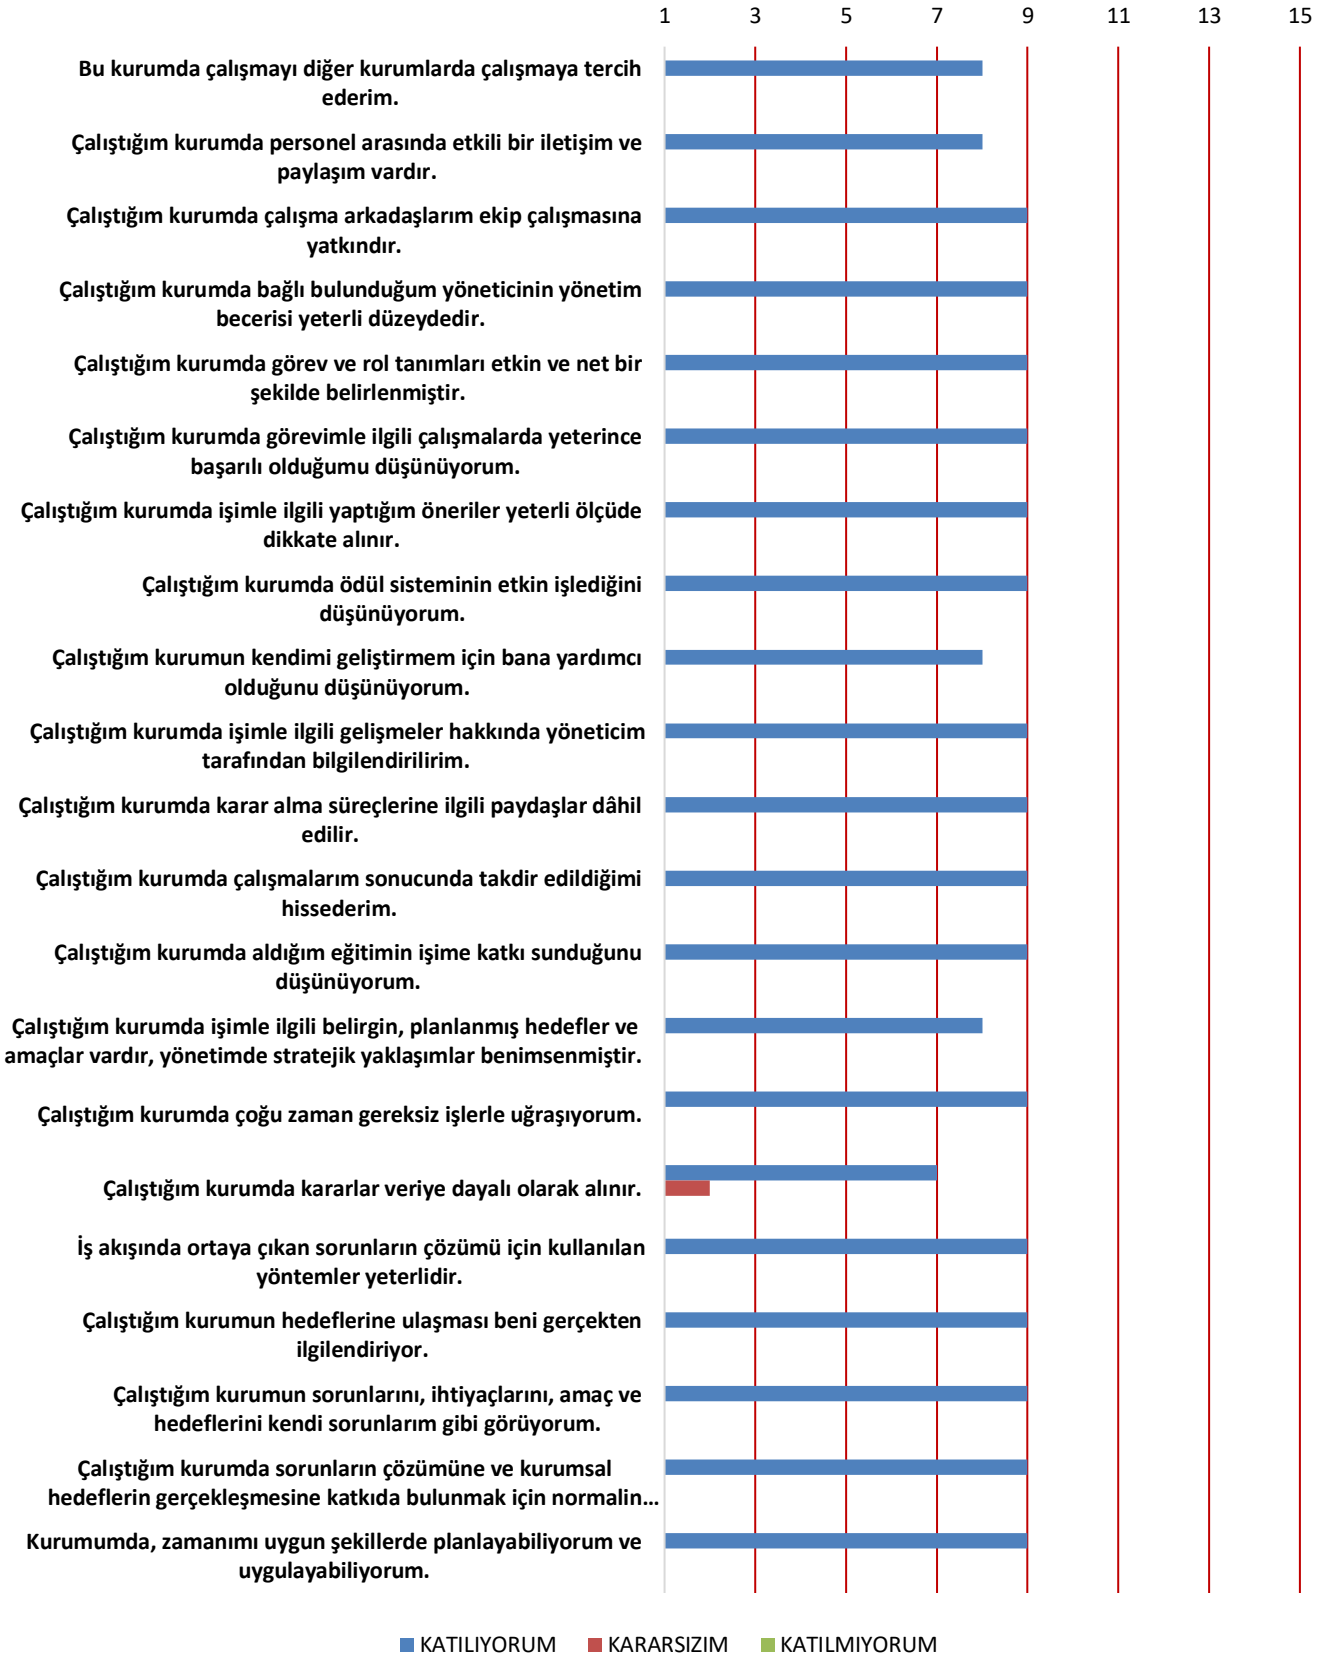 1 3 5 7 9 11 13 15
Bu kurumda çalışmayı diğer kurumlarda çalışmaya tercih
ederim.
Çalıştığım kurumda personel arasında etkili bir iletişim ve
paylaşım vardır.
Çalıştığım kurumda çalışma arkadaşlarım ekip çalışmasına
yatkındır.
Çalıştığım kurumda bağlı bulunduğum yöneticinin yönetim
becerisi yeterli düzeydedir.
Çalıştığım kurumda görev ve rol tanımları etkin ve net bir
şekilde belirlenmiştir.
Çalıştığım kurumda görevimle ilgili çalışmalarda yeterince
başarılı olduğumu düşünüyorum.
Çalıştığım kurumda işimle ilgili yaptığım öneriler yeterli ölçüde
dikkate alınır.
Çalıştığım kurumda ödül sisteminin etkin işlediğini
düşünüyorum.
Çalıştığım kurumun kendimi geliştirmem için bana yardımcı
olduğunu düşünüyorum.
Çalıştığım kurumda işimle ilgili gelişmeler hakkında yöneticim
tarafından bilgilendirilirim.
Çalıştığım kurumda karar alma süreçlerine ilgili paydaşlar dâhil
edilir.
Çalıştığım kurumda çalışmalarım sonucunda takdir edildiğimi
hissederim.
Çalıştığım kurumda aldığım eğitimin işime katkı sunduğunu
düşünüyorum.
Çalıştığım kurumda işimle ilgili belirgin, planlanmış hedefler ve
amaçlar vardır, yönetimde stratejik yaklaşımlar benimsenmiştir.
Çalıştığım kurumda çoğu zaman gereksiz işlerle uğraşıyorum.
Çalıştığım kurumda kararlar veriye dayalı olarak alınır.
İş akışında ortaya çıkan sorunların çözümü için kullanılan
yöntemler yeterlidir.
Çalıştığım kurumun hedeflerine ulaşması beni gerçekten
ilgilendiriyor.
Çalıştığım kurumun sorunlarını, ihtiyaçlarını, amaç ve
hedeflerini kendi sorunlarım gibi görüyorum.
Çalıştığım kurumda sorunların çözümüne ve kurumsal
hedeflerin gerçekleşmesine katkıda bulunmak için normalin…
Kurumumda, zamanımı uygun şekillerde planlayabiliyorum ve
uygulayabiliyorum.
KATILIYORUM KARARSIZIM KATILMIYORUM